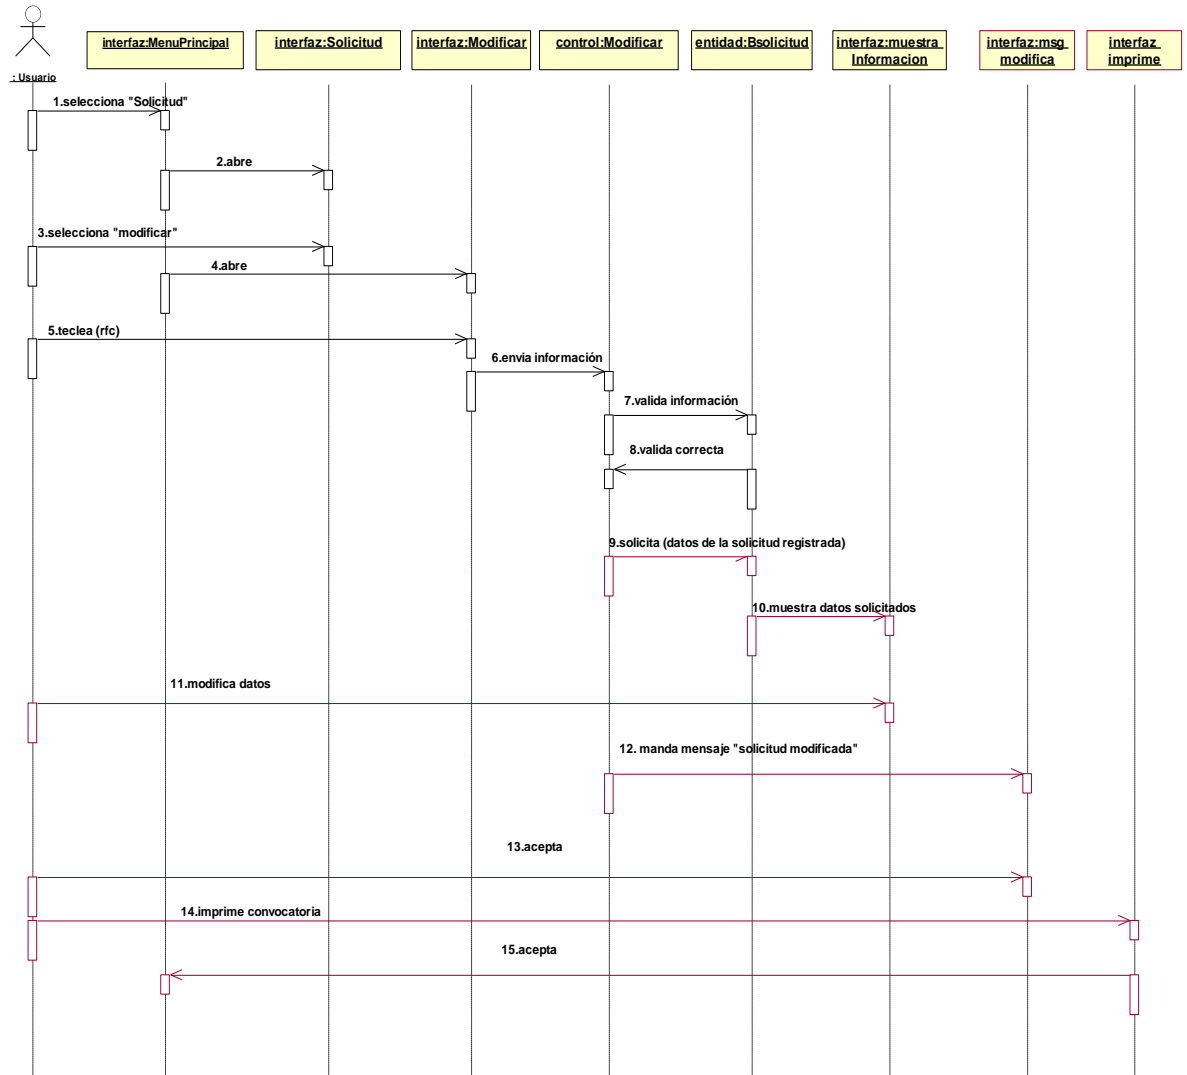 interfaz:MenuPrincipal
interfaz:Solicitud
interfaz:Modificar
control:Modificar
entidad:Bsolicitud
interfaz:muestra
Informacion
interfaz:msg
modifica
interfaz
imprime
: Usuario
1.selecciona "Solicitud"
2.abre
3.selecciona "modificar"
4.abre
5.teclea (rfc)
6.envia información
7.valida información
8.valida correcta
9.solicita (datos de la solicitud registrada)
10.muestra datos solicitados
11.modifica datos
12. manda mensaje "solicitud modificada"
13.acepta
14.imprime convocatoria
15.acepta